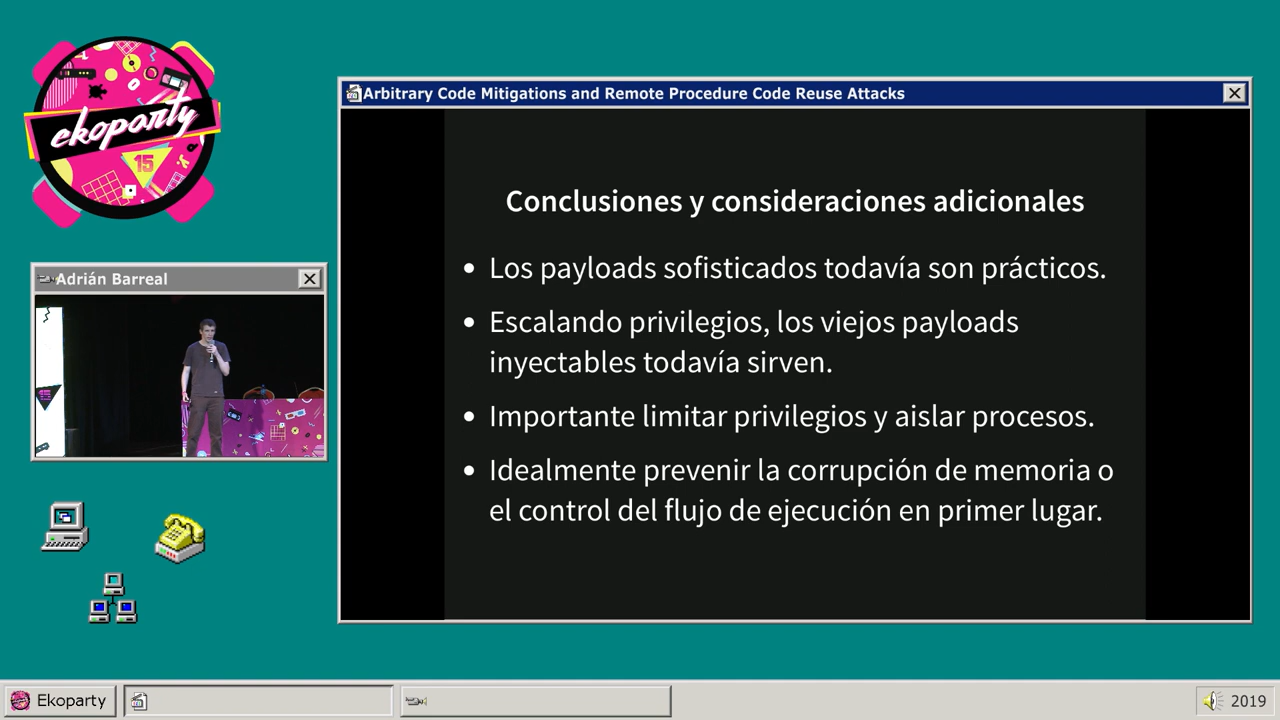 ekoparty
15
Arbitrary Code Mitigations and Remote Procedure Code Reuse Attacks
Conclusiones y consideraciones adicionales
• Los payloads sofisticados todavía son prácticos.
• Escalando privilegios, los viejos payloads
inyectables todavía sirven.
• Importante limitar privilegios y aislar procesos.
• Idealmente prevenir la corrupción de memoria o
el control del flujo de ejecución en primer lugar.
Adrián Barreal
15
Ekoparty
2019